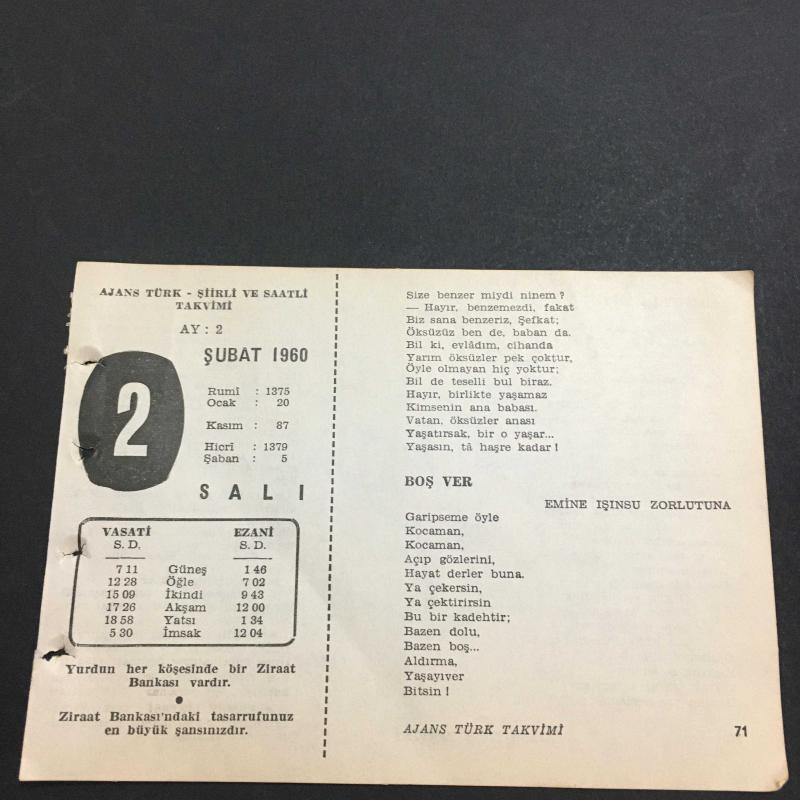 AJANS TÜRK - ŞİİRLİ VE SAATLİ
TAKVİMİ
AY : 2
ŞUBAT 1960
2
Rumî : 1375
Ocak : 20
Kasım : 87
Hicrî : 1379
Şaban : 5
SALI
VASATİ EZANİ
S. D. S. D.
7 11 Güneş 1 46
12 28 Öğle 7 02
15 09 İkindi 9 43
17 26 Akşam 12 00
18 58 Yatsı 1 34
5 30 İmsak 12 04
Yurdun her köşesinde bir Ziraat
Bankası vardır.
Ziraat Bankası'ndaki tasarrufunuz
en büyük şansınızdır.
Size benzer miydi ninem ?
— Hayır, benzemezdi, fakat
Biz sana benzeriz, Şefkat;
Öksüzüz ben de, baban da.
Bil ki, evlâdım, cihanda
Yarım öksüzler pek çoktur,
Öyle olmayan hiç yoktur;
Bil de teselli bul biraz.
Hayır, birlikte yaşamaz
Kimsenin ana babası.
Vatan, öksüzler anası
Yaşatırsak, bir o yaşar...
Yaşasın, tâ haşre kadar !
BOŞ VER
EMİNE IŞINSU ZORLUTUNA
Garipseme öyle
Kocaman,
Kocaman,
Açıp gözlerini,
Hayat derler buna.
Ya çekersin,
Ya çektirirsin
Bu bir kadehtir;
Bazen dolu,
Bazen boş...
Aldırma,
Yaşayıver
Bitsin !
AJANS TÜRK TAKVİMİ 71